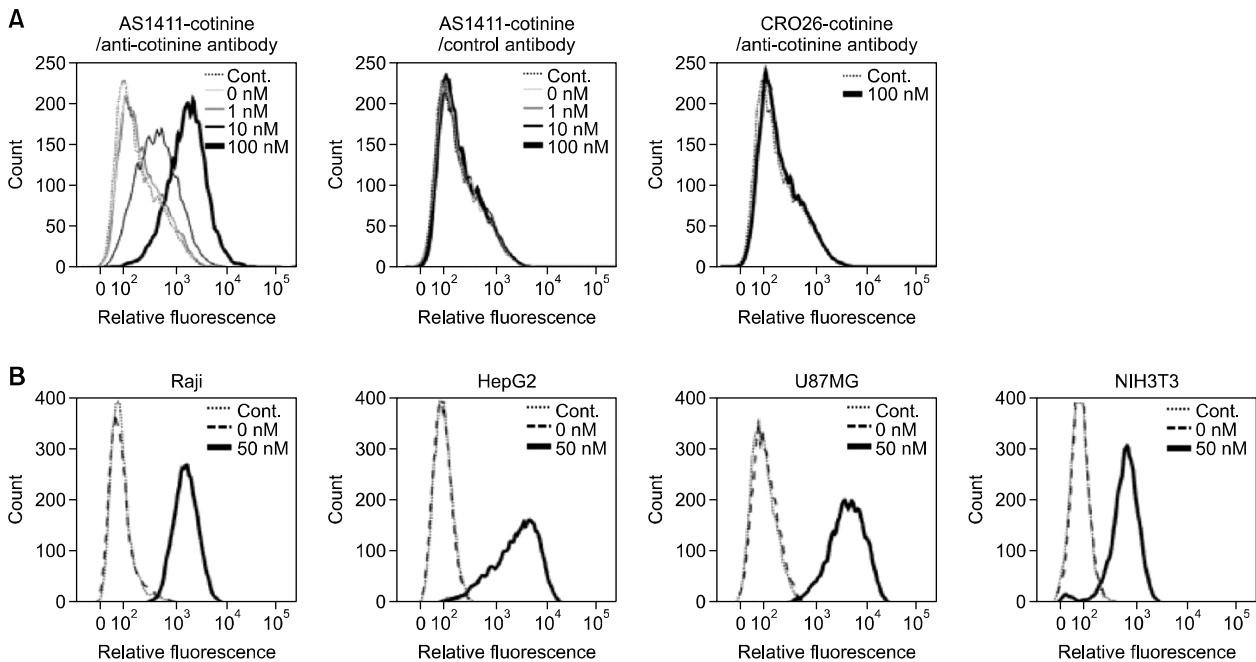 A
AS1411-cotinine
/anti-cotinine antibody
250
200
150
100
50
0
Count
Cont.
0 nM
1 nM
10 nM
100 nM
0 10² 10³ 10⁴ 10⁵
Relative fluorescence
AS1411-cotinine
/control antibody
250
200
150
100
50
0
Count
Cont.
0 nM
1 nM
10 nM
100 nM
0 10² 10³ 10⁴ 10⁵
Relative fluorescence
CRO26-cotinine
/anti-cotinine antibody
250
200
150
100
50
0
Count
Cont.
100 nM
0 10² 10³ 10⁴ 10⁵
Relative fluorescence
B
Raji
400
300
200
100
0
Count
Cont.
0 nM
50 nM
0 10² 10³ 10⁴ 10⁵
Relative fluorescence
HepG2
400
300
200
100
0
Count
Cont.
0 nM
50 nM
0 10² 10³ 10⁴ 10⁵
Relative fluorescence
U87MG
400
300
200
100
0
Count
Cont.
0 nM
50 nM
0 10² 10³ 10⁴ 10⁵
Relative fluorescence
NIH3T3
400
300
200
100
0
Count
Cont.
0 nM
50 nM
0 10² 10³ 10⁴ 10⁵
Relative fluorescence